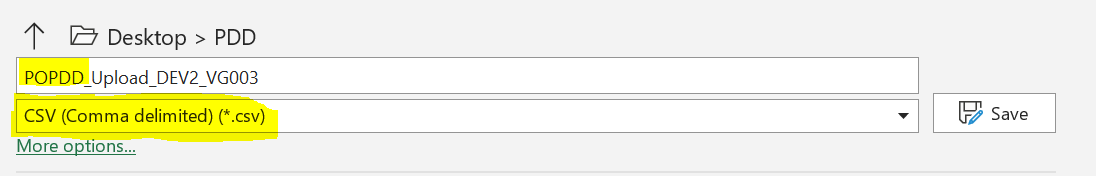 Desktop > PDD
POPDD_Upload_DEV2_VG003
CSV (Comma delimited) (*.csv)
Save
More options...